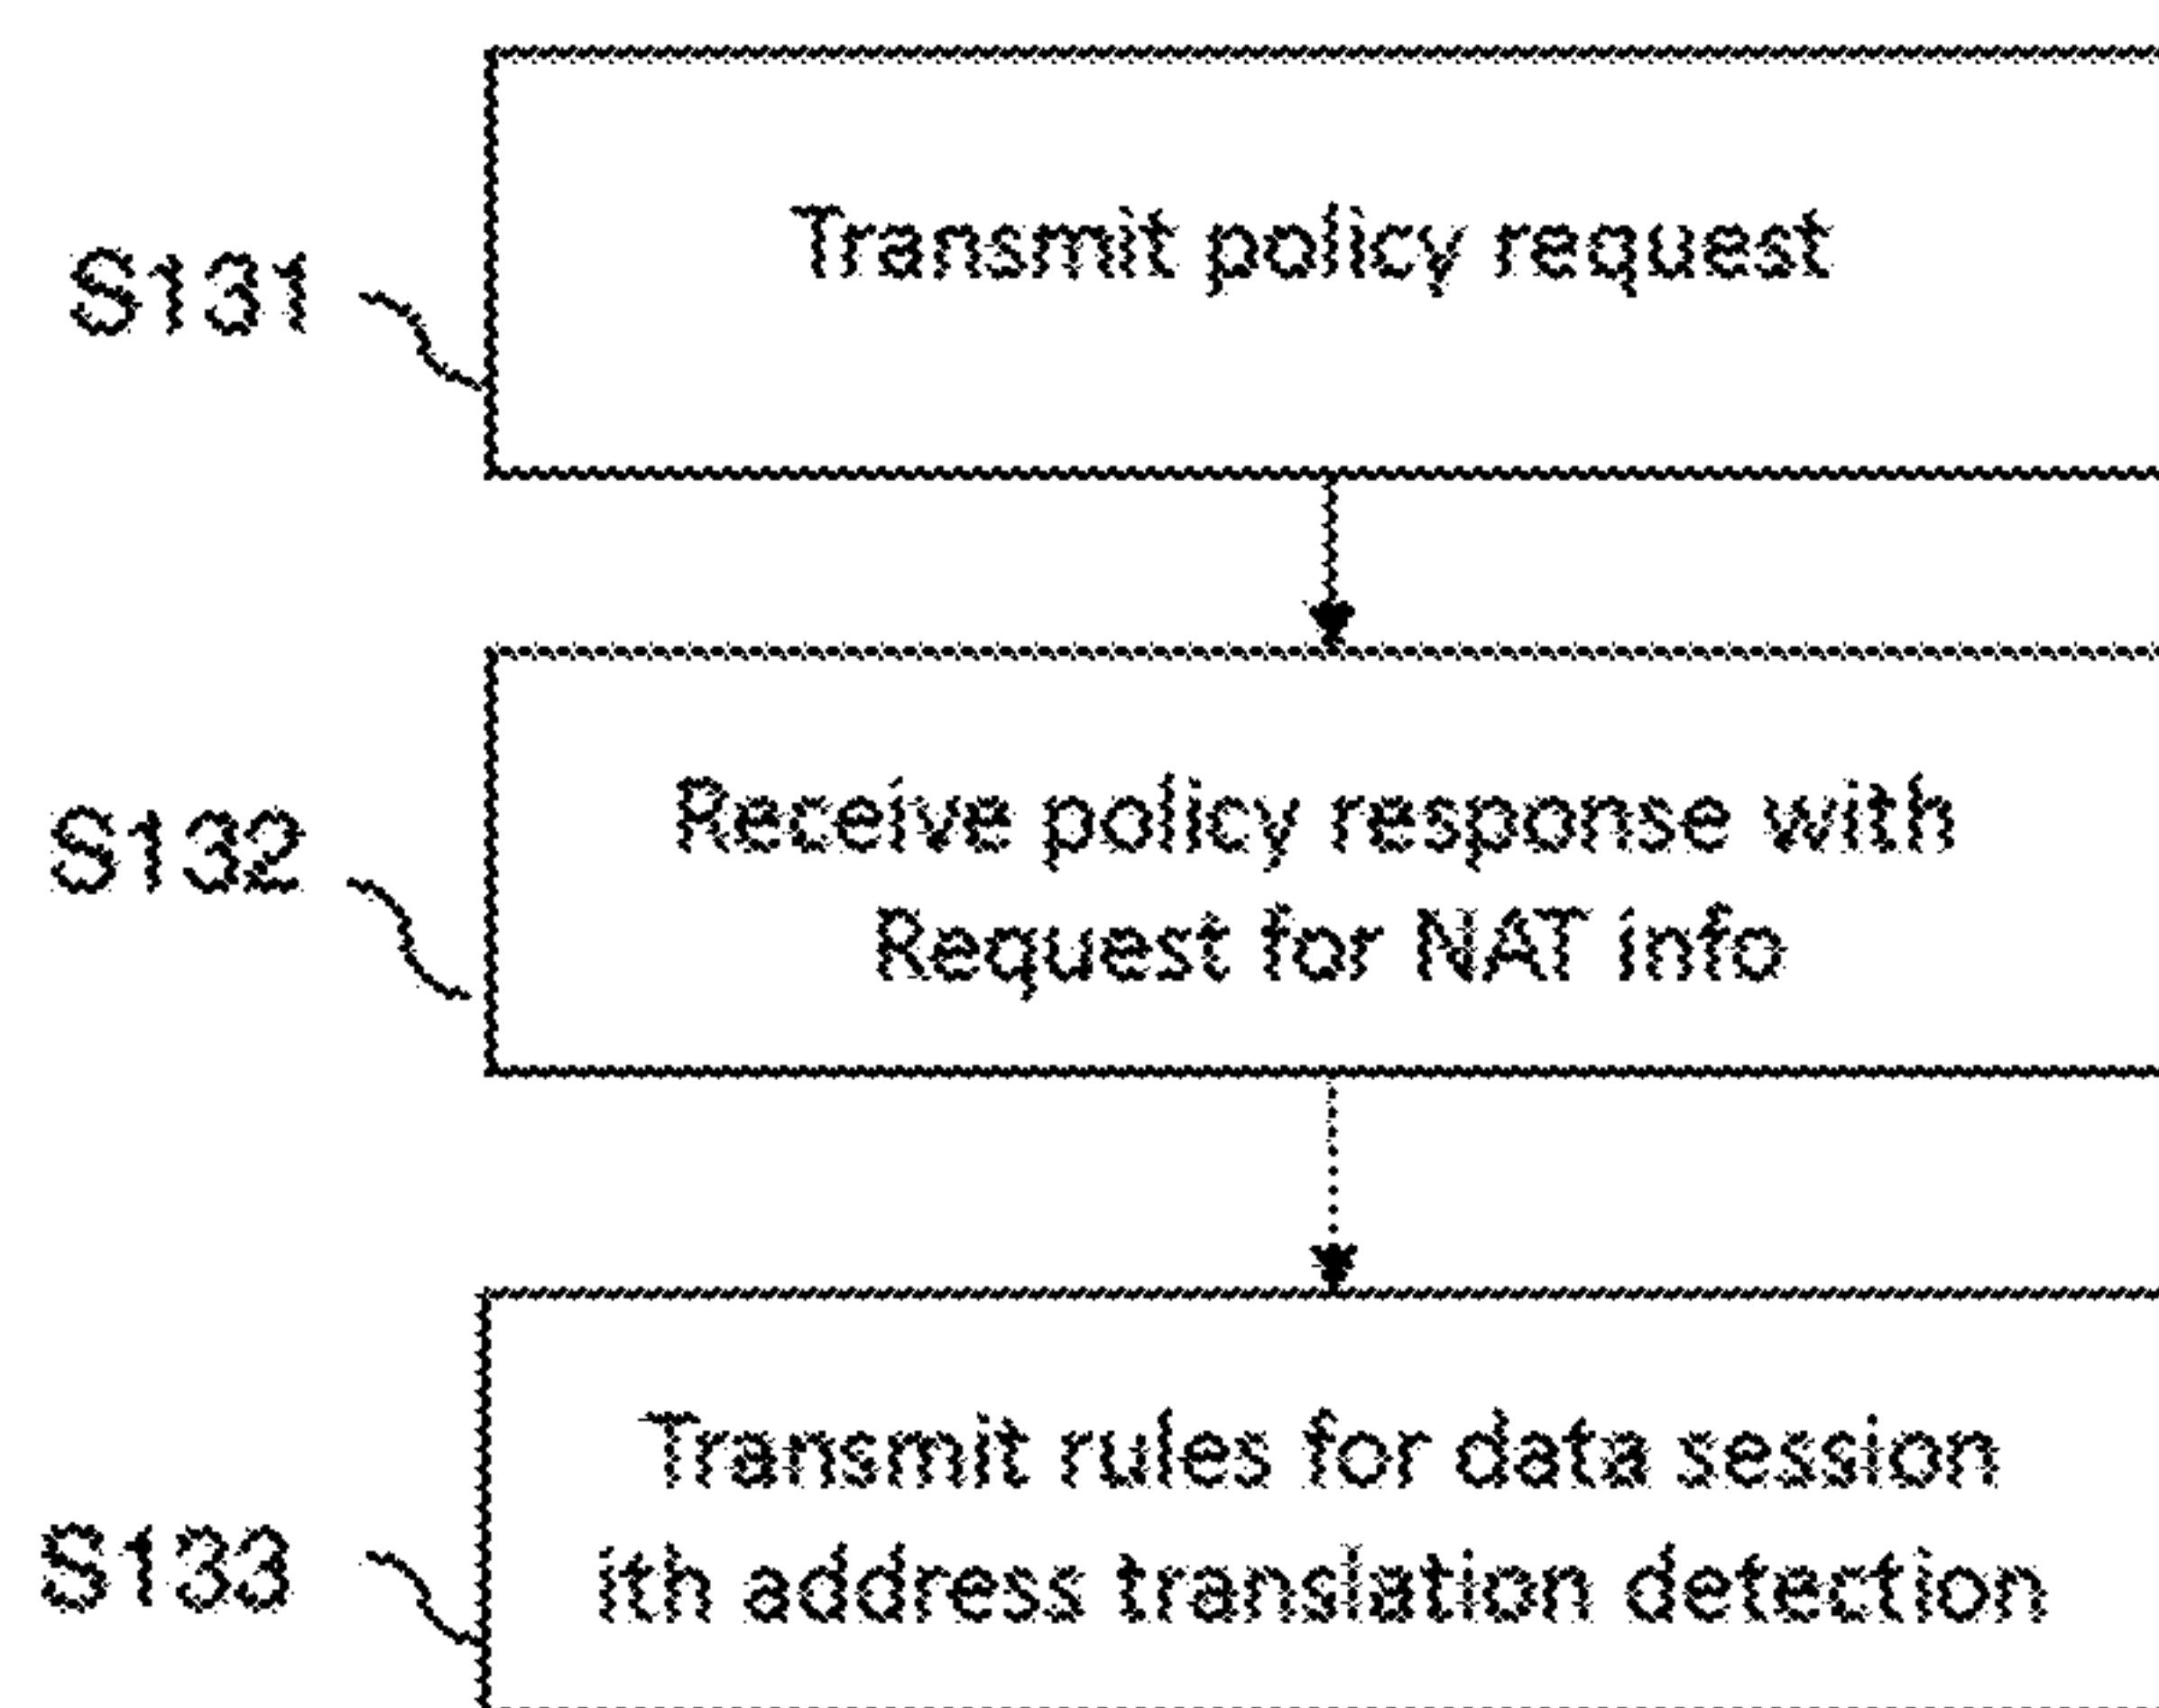 S131
Transmit policy request
S132
Receive policy response with
Request for NAT info
Transmit rules for data session
S133
ith address translation detection